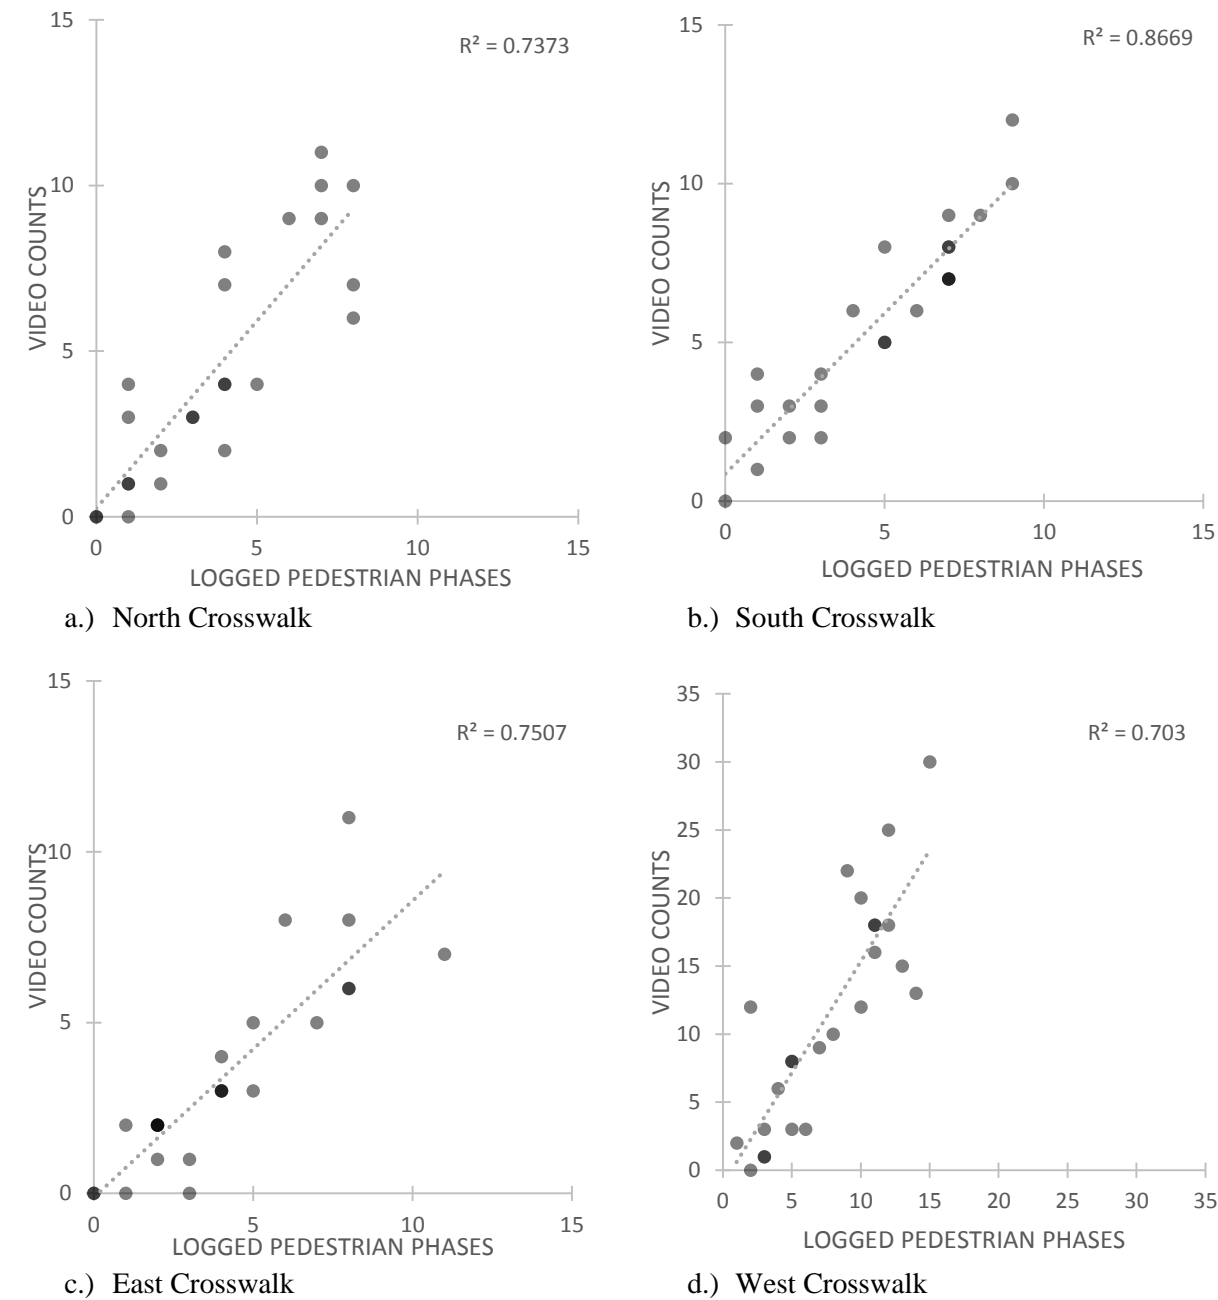 15
R² = 0.7373
10
VIDEO COUNTS
5
0
0 5 10 15
LOGGED PEDESTRIAN PHASES
a.) North Crosswalk
15
R² = 0.8669
10
VIDEO COUNTS
5
0
0 5 10 15
LOGGED PEDESTRIAN PHASES
b.) South Crosswalk
15
R² = 0.7507
10
VIDEO COUNTS
5
0
0 5 10 15
LOGGED PEDESTRIAN PHASES
c.) East Crosswalk
35
R² = 0.703
30
25
20
VIDEO COUNTS
15
10
5
0
0 5 10 15 20 25 30 35
LOGGED PEDESTRIAN PHASES
d.) West Crosswalk